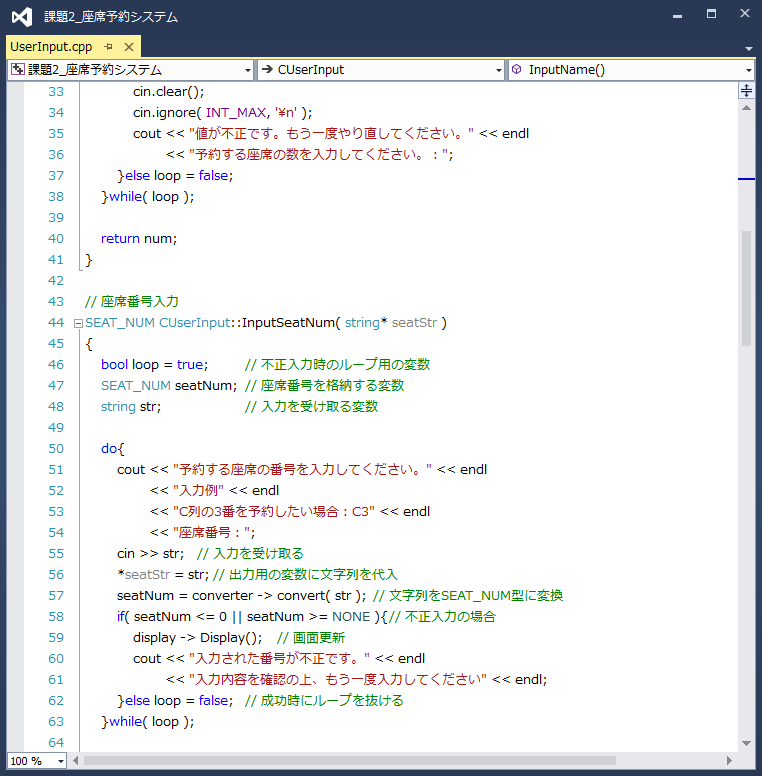 課題2_座席予約システム
UserInput.cpp
課題2_座席予約システム CUserInput InputName()
33 cin.clear();
34 cin.ignore( INT_MAX, '¥n' );
35 cout << "値が不正です。もう一度やり直してください。" << endl
36 << "予約する座席の数を入力してください。：";
37 }else loop = false;
38 }while( loop );
39
40 return num;
41 }
42
43 // 座席番号入力
44 SEAT_NUM CUserInput::InputSeatNum( string* seatStr )
45 {
46 bool loop = true; // 不正入力時のループ用の変数
47 SEAT_NUM seatNum; // 座席番号を格納する変数
48 string str; // 入力を受け取る変数
49
50 do{
51 cout << "予約する座席の番号を入力してください。" << endl
52 << "入力例" << endl
53 << "C列の3番を予約したい場合：C3" << endl
54 << "座席番号：";
55 cin >> str; // 入力を受け取る
56 *seatStr = str; // 出力用の変数に文字列を代入
57 seatNum = converter -> convert( str ); // 文字列をSEAT_NUM型に変換
58 if( seatNum <= 0 || seatNum >= NONE ){// 不正入力の場合
59 display -> Display(); // 画面更新
60 cout << "入力された番号が不正です。" << endl
61 << "入力内容を確認の上、もう一度入力してください" << endl;
62 }else loop = false; // 成功時にループを抜ける
63 }while( loop );
64
100 %